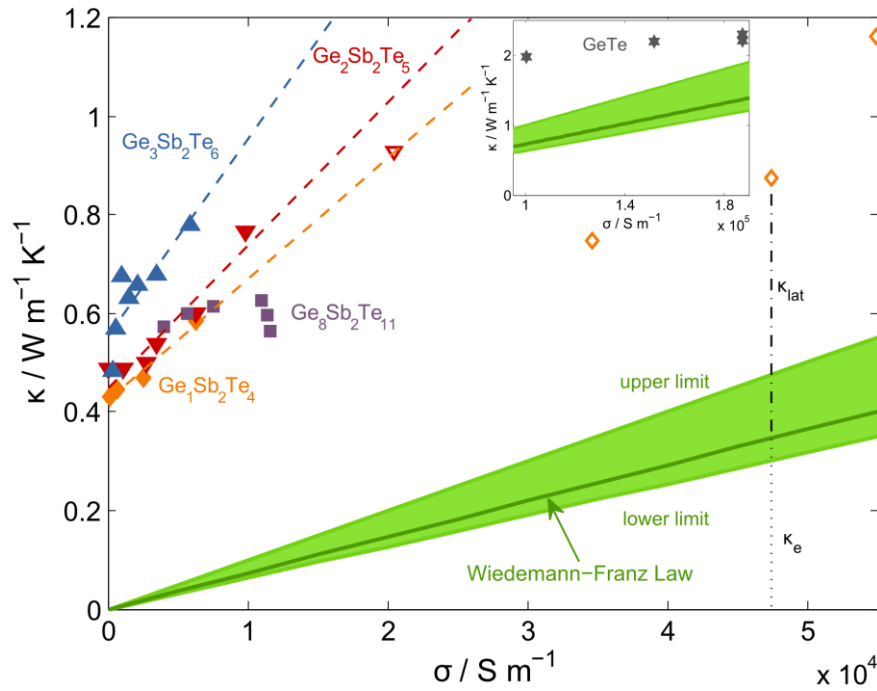 κ / W m⁻¹ K⁻¹
1.2
1
0.8
0.6
0.4
0.2
0
0
1
2
3
4
5
x 10⁴
σ / S m⁻¹
Ge₃Sb₂Te₆
Ge₂Sb₂Te₅
Ge₈Sb₂Te₁₁
Ge₁Sb₂Te₄
upper limit
lower limit
Wiedemann−Franz Law
κlat
κe
GeTe
κ / W m⁻¹ K⁻¹
2
1
0
1
1.4
1.8
σ / S m⁻¹
x 10⁵